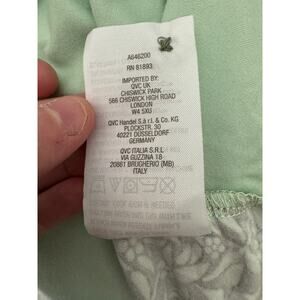 A646200
RN 81893
IMPORTED BY:
QVC UK
CHISWICK PARK
566 CHISWICK HIGH ROAD
LONDON
W4 5XU
QVC Handel S.à r.l. & Co. KG
PLOCKSTR. 30
40221 DÜSSELDORF
GERMANY
QVC ITALIA S.R.L
VIA GUZZINA 18
20861 BRUGHERIO (MB)
ITALY